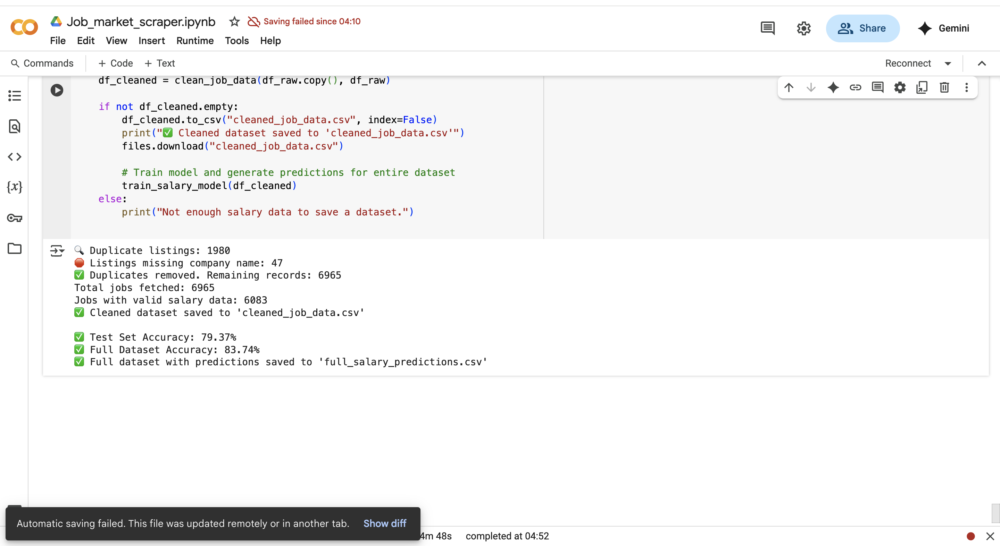 Job_market_scraper.ipynb Saving failed since 04:10
File Edit View Insert Runtime Tools Help
Share Gemini
Commands + Code + Text Reconnect
df_cleaned = clean_job_data(df_raw.copy(), df_raw)
if not df_cleaned.empty:
df_cleaned.to_csv("cleaned_job_data.csv", index=False)
print("✅ Cleaned dataset saved to 'cleaned_job_data.csv'")
files.download("cleaned_job_data.csv")
# Train model and generate predictions for entire dataset
train_salary_model(df_cleaned)
else:
print("Not enough salary data to save a dataset.")
{x}
🔍 Duplicate listings: 1980
🛑 Listings missing company name: 47
✅ Duplicates removed. Remaining records: 6965
Total jobs fetched: 6965
Jobs with valid salary data: 6083
✅ Cleaned dataset saved to 'cleaned_job_data.csv'
✅ Test Set Accuracy: 79.37%
✅ Full Dataset Accuracy: 83.74%
✅ Full dataset with predictions saved to 'full_salary_predictions.csv'
Automatic saving failed. This file was updated remotely or in another tab. Show diff
4m 48s completed at 04:52